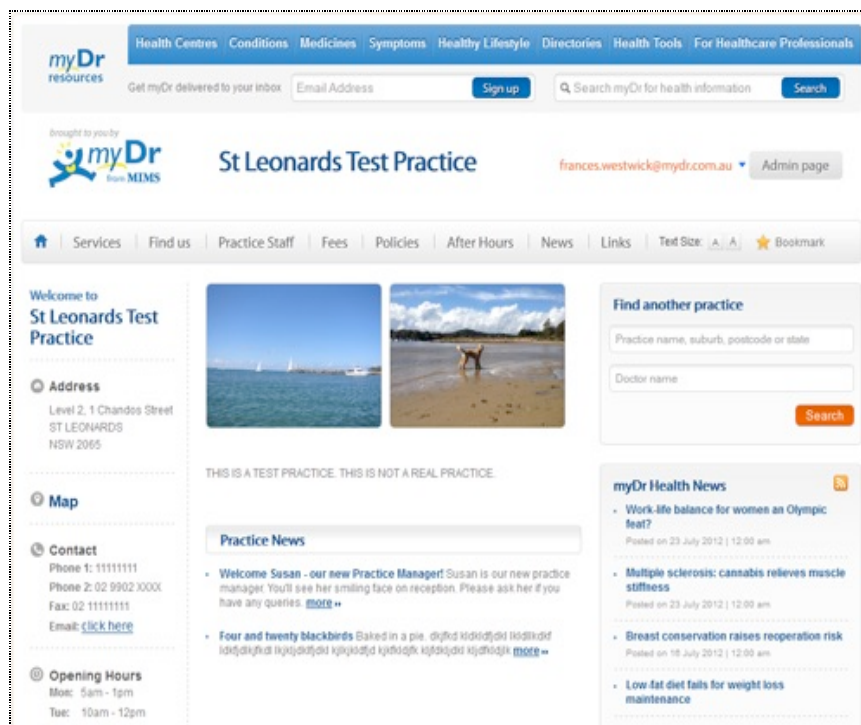 myDr
resources
Health Centres Conditions Medicines Symptoms Healthy Lifestyle Directories Health Tools For Healthcare Professionals
Get myDr delivered to your inbox Email Address Sign up Search myDr for health information Search
brought to you by
myDr
from MIMS
St Leonards Test Practice
frances.westwick@mydr.com.au Admin page
Services Find us Practice Staff Fees Policies After Hours News Links Text Size: A A Bookmark
Welcome to
St Leonards Test
Practice
Address
Level 2, 1 Chandos Street
ST LEONARDS
NSW 2065
Map
Contact
Phone 1: 11111111
Phone 2: 02 9902 XXXX
Fax: 02 11111111
Email: click here
Opening Hours
Mon: 5am - 1pm
Tue: 10am - 12pm
THIS IS A TEST PRACTICE. THIS IS NOT A REAL PRACTICE.
Practice News
Welcome Susan - our new Practice Manager! Susan is our new practice
manager. You'll see her smiling face on reception. Please ask her if you
have any queries. more »
Four and twenty blackbirds Baked in a pie.
more »
Find another practice
Practice name, suburb, postcode or state
Doctor name
Search
myDr Health News
Work-life balance for women an Olympic
feat?
Posted on 23 July 2012 | 12:00 am
Multiple sclerosis: cannabis relieves muscle
stiffness
Posted on 23 July 2012 | 12:00 am
Breast conservation raises reoperation risk
Posted on 16 July 2012 | 12:00 am
Low-fat diet fails for weight loss
maintenance